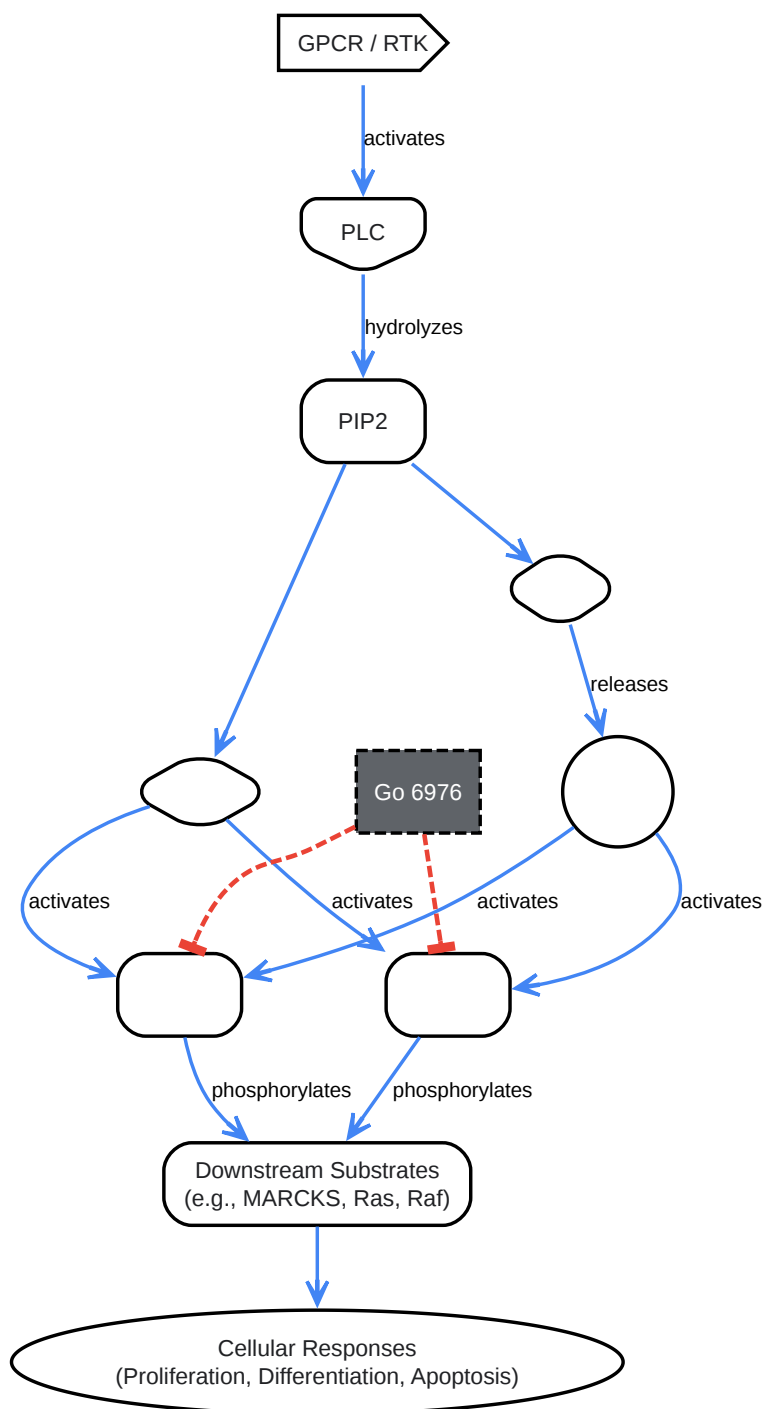 GPCR / RTK
activates
PLC
hydrolyzes
PIP2
releases
Go 6976
activates
activates
activates
activates
phosphorylates
phosphorylates
Downstream Substrates
(e.g., MARCKS, Ras, Raf)
Cellular Responses
(Proliferation, Differentiation, Apoptosis)